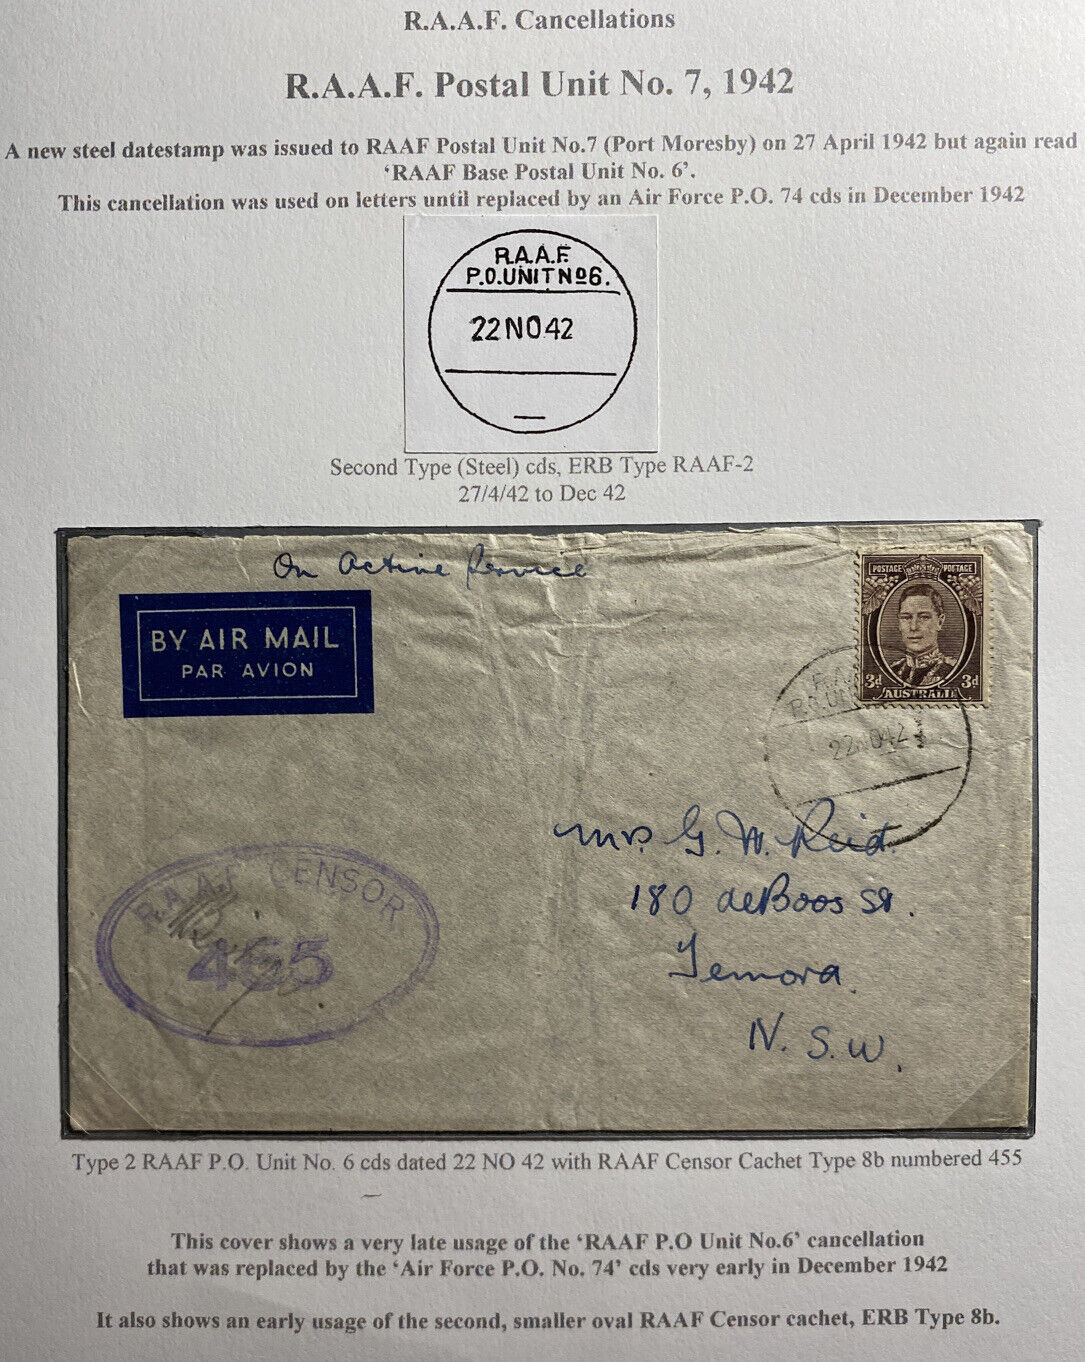 R.A.A.F. Cancellations
R.A.A.F. Postal Unit No. 7, 1942
A new steel datestamp was issued to RAAF Postal Unit No.7 (Port Moresby) on 27 April 1942 but again read
‘RAAF Base Postal Unit No. 6’.
This cancellation was used on letters until replaced by an Air Force P.O. 74 cds in December 1942
R.A.A.F.
P.O.UNIT No6.
22 NO 42
Second Type (Steel) cds, ERB Type RAAF-2
27/4/42 to Dec 42
On Active Service
BY AIR MAIL
PAR AVION
POSTAGE POSTAGE
3d 3d
AUSTRALIA
22 NO 42
Mrs. G. W. Reid.
180 deBoos St.
Temora.
N. S. W.
R.A.A.F CENSOR
Type 2 RAAF P.O. Unit No. 6 cds dated 22 NO 42 with RAAF Censor Cachet Type 8b numbered 455
This cover shows a very late usage of the ‘RAAF P.O Unit No.6’ cancellation
that was replaced by the ‘Air Force P.O. No. 74’ cds very early in December 1942
It also shows an early usage of the second, smaller oval RAAF Censor cachet, ERB Type 8b.